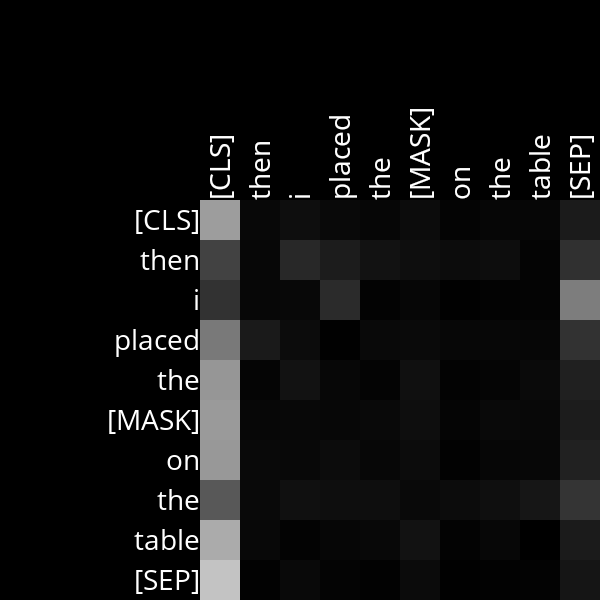 [CLS] then i placed the [MASK] on the table [SEP]
[CLS]
then
i
placed
the
[MASK]
on
the
table
[SEP]